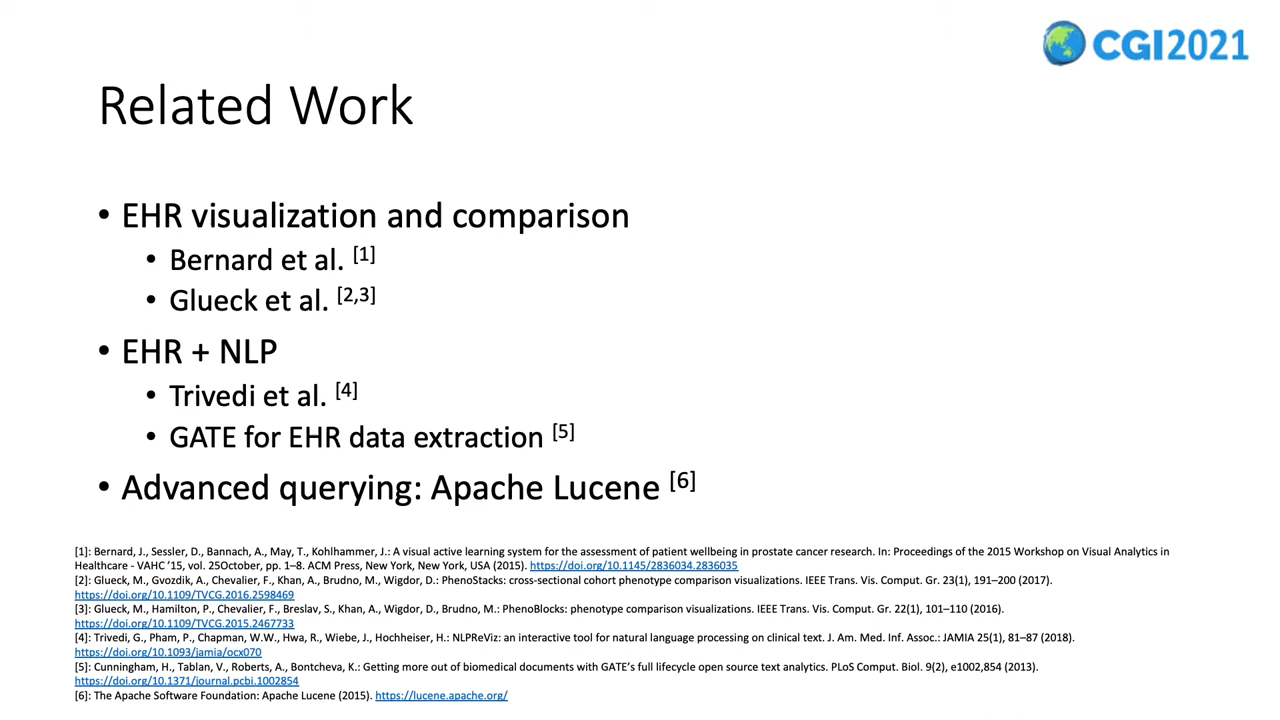 CGI2021
Related Work
• EHR visualization and comparison
• Bernard et al. [1]
• Glueck et al. [2,3]
• EHR + NLP
• Trivedi et al. [4]
• GATE for EHR data extraction [5]
• Advanced querying: Apache Lucene [6]
[1]: Bernard, J., Sessler, D., Bannach, A., May, T., Kohlhammer, J.: A visual active learning system for the assessment of patient wellbeing in prostate cancer research. In: Proceedings of the 2015 Workshop on Visual Analytics in
Healthcare - VAHC ’15, vol. 25October, pp. 1–8. ACM Press, New York, New York, USA (2015). https://doi.org/10.1145/2836034.2836035
[2]: Glueck, M., Gvozdik, A., Chevalier, F., Khan, A., Brudno, M., Wigdor, D.: PhenoStacks: cross-sectional cohort phenotype comparison visualizations. IEEE Trans. Vis. Comput. Gr. 23(1), 191–200 (2017).
https://doi.org/10.1109/TVCG.2016.2598469
[3]: Glueck, M., Hamilton, P., Chevalier, F., Breslav, S., Khan, A., Wigdor, D., Brudno, M.: PhenoBlocks: phenotype comparison visualizations. IEEE Trans. Vis. Comput. Gr. 22(1), 101–110 (2016).
https://doi.org/10.1109/TVCG.2015.2467733
[4]: Trivedi, G., Pham, P., Chapman, W.W., Hwa, R., Wiebe, J., Hochheiser, H.: NLPReViz: an interactive tool for natural language processing on clinical text. J. Am. Med. Inf. Assoc.: JAMIA 25(1), 81–87 (2018).
https://doi.org/10.1093/jamia/ocx070
[5]: Cunningham, H., Tablan, V., Roberts, A., Bontcheva, K.: Getting more out of biomedical documents with GATE’s full lifecycle open source text analytics. PLoS Comput. Biol. 9(2), e1002,854 (2013).
https://doi.org/10.1371/journal.pcbi.1002854
[6]: The Apache Software Foundation: Apache Lucene (2015). https://lucene.apache.org/